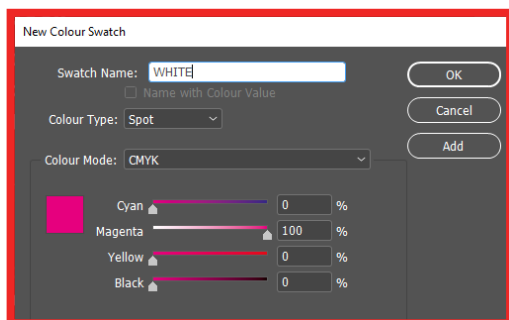 New Colour Swatch
Swatch Name: WHITE
Name with Colour Value
Colour Type: Spot
Colour Mode: CMYK
Cyan 0 %
Magenta 100 %
Yellow 0 %
Black 0 %
OK
Cancel
Add